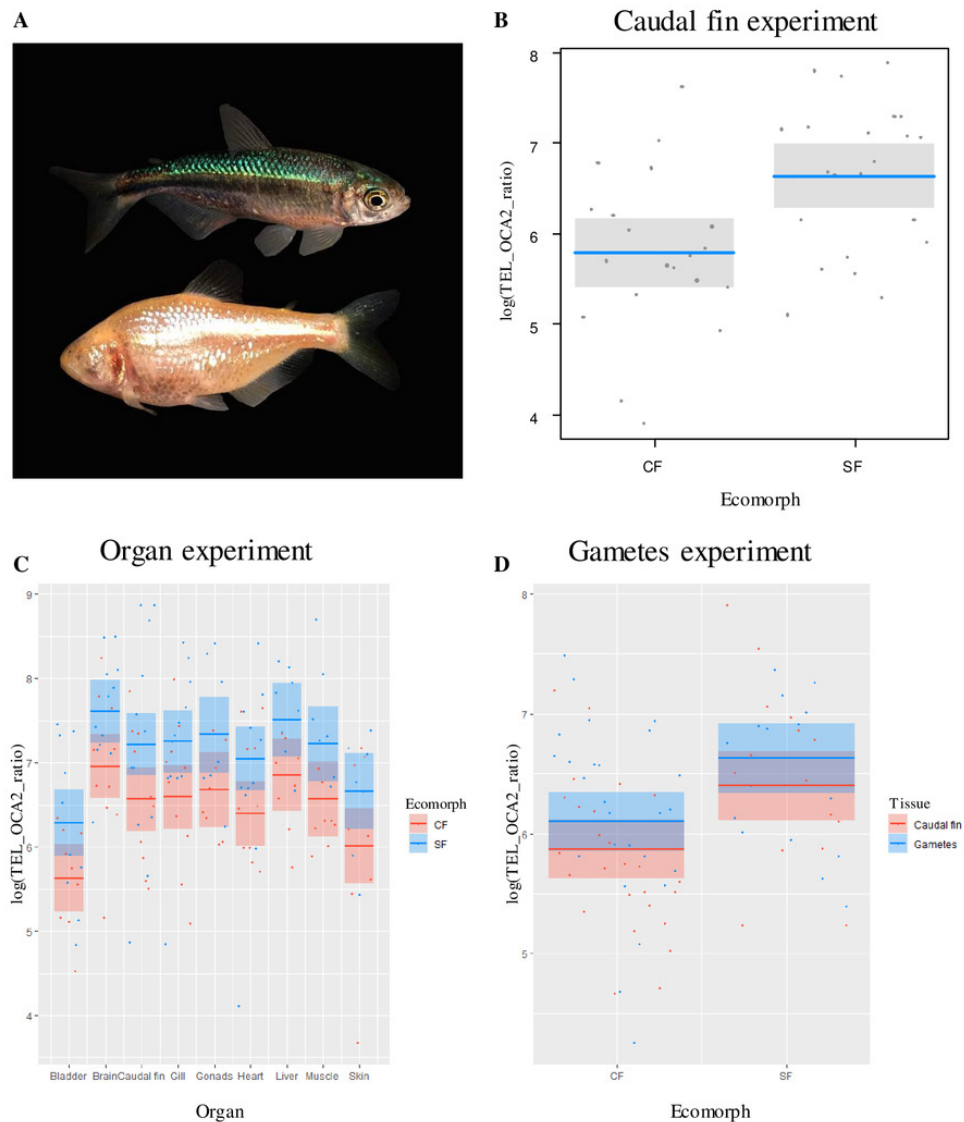 A
B
Caudal fin experiment
8
7
6
5
4
log(TEL_OCA2_ratio)
CF SF
Ecomorph
C
Organ experiment
9
8
7
6
5
4
log(TEL_OCA2_ratio)
Bladder Brain Caudal fin Gill Gonads Heart Liver Muscle Skin
Organ
Ecomorph
CF
SF
D
Gametes experiment
8
7
6
5
log(TEL_OCA2_ratio)
CF SF
Ecomorph
Tissue
Caudal fin
Gametes